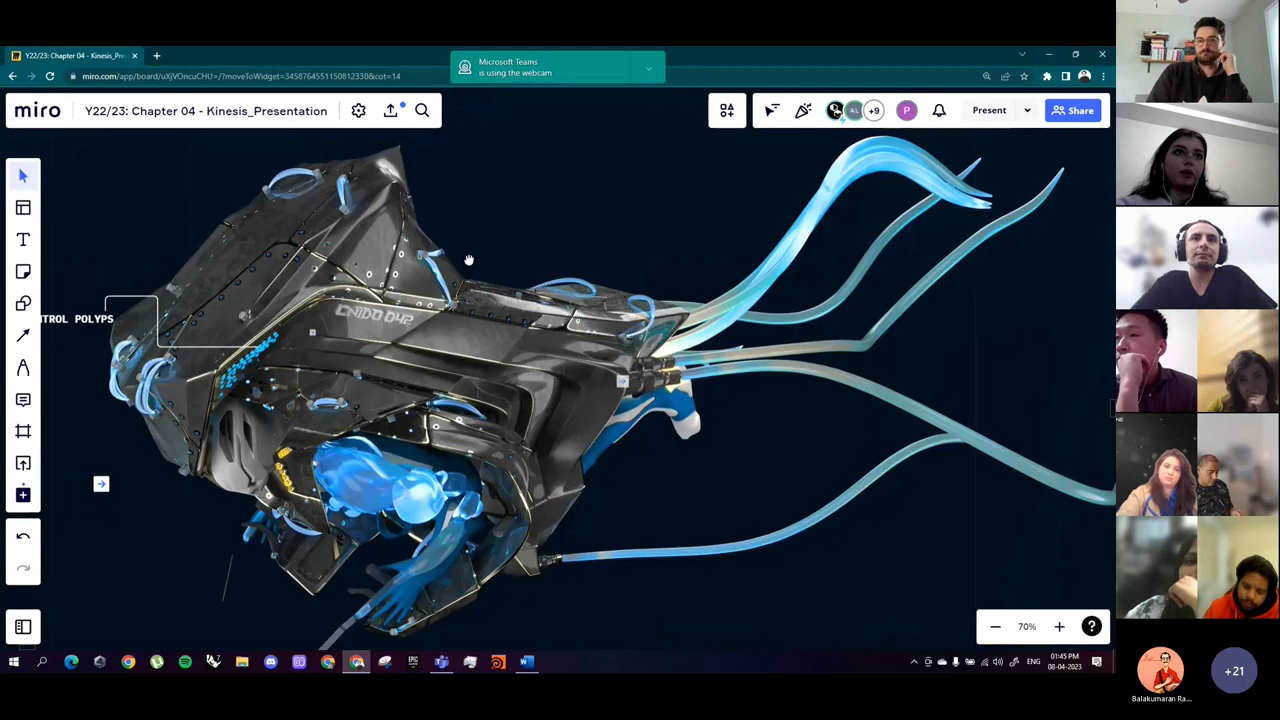 Y22/23: Chapter 04 - Kinesis_Pre
miro.com/app/board/uXjVOncuCHU=/?moveToWidget=3458764551150812330&cot=14
Microsoft Teams
is using the webcam
miro
Y22/23: Chapter 04 - Kinesis_Presentation
AL
+9
P
Present
Share
CNIDO 042
NTROL POLYPS
70%
01:45 PM
ENG
08-04-2023
Balakumaran Ra...
+21